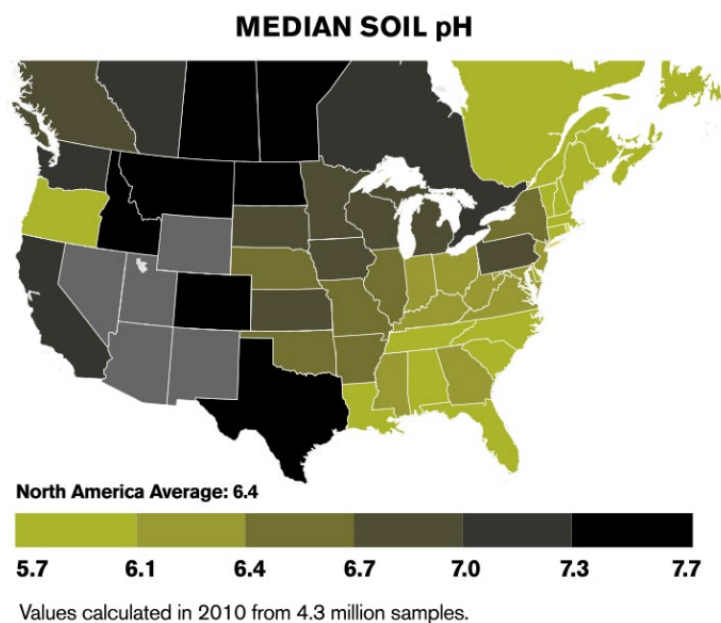 MEDIAN SOIL pH
North America Average: 6.4
5.7 6.1 6.4 6.7 7.0 7.3 7.7
Values calculated in 2010 from 4.3 million samples.